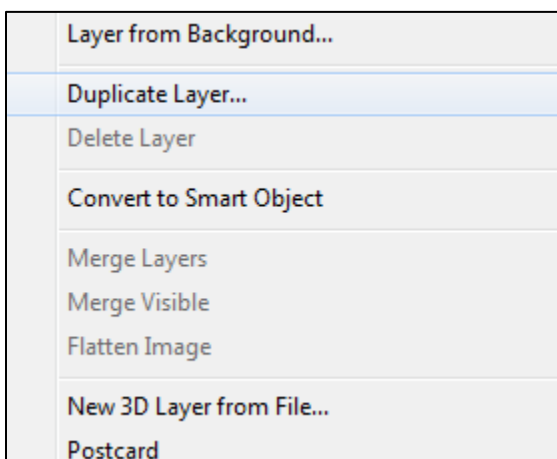 Layer from Background...
Duplicate Layer...
Delete Layer
Convert to Smart Object
Merge Layers
Merge Visible
Flatten Image
New 3D Layer from File...
Postcard